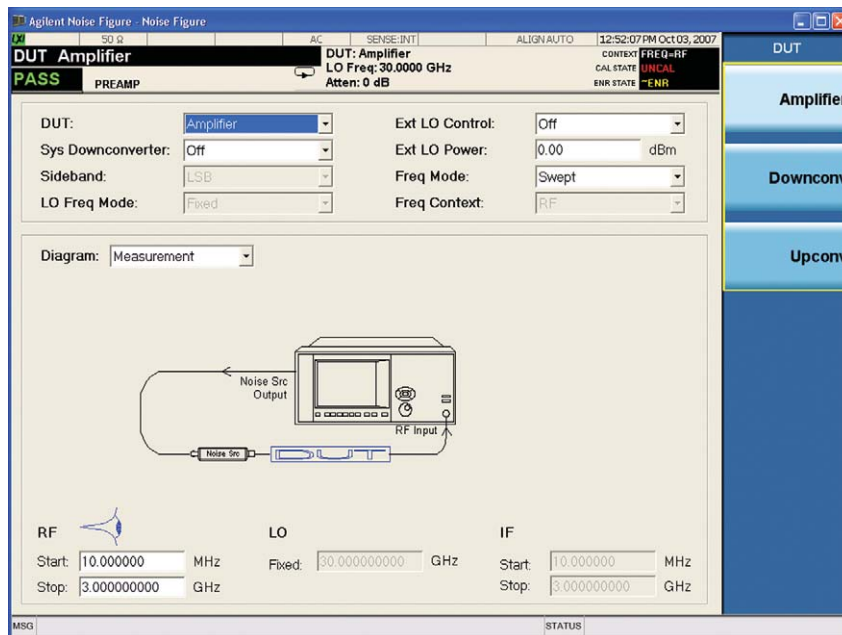 Agilent Noise Figure - Noise Figure
LXI 50 Ω AC SENSE:INT ALIGN AUTO 12:52:07 PM Oct 03, 2007
DUT Amplifier
DUT: Amplifier
LO Freq: 30.0000 GHz
Atten: 0 dB
CONTEXT FREQ=RF
CAL STATE UNCAL
ENR STATE ~ENR
PASS PREAMP
DUT
Amplifier
Downconv
Upconv
DUT: Amplifier Ext LO Control: Off
Sys Downconverter: Off Ext LO Power: 0.00 dBm
Sideband: LSB Freq Mode: Swept
LO Freq Mode: Fixed Freq Context: RF
Diagram: Measurement
Noise Src
Output
RF Input
Noise Src DUT
RF LO IF
Start: 10.000000 MHz Fixed: 30.000000000 GHz Start: 10.000000 MHz
Stop: 3.000000000 GHz Stop: 3.000000000 GHz
MSG STATUS